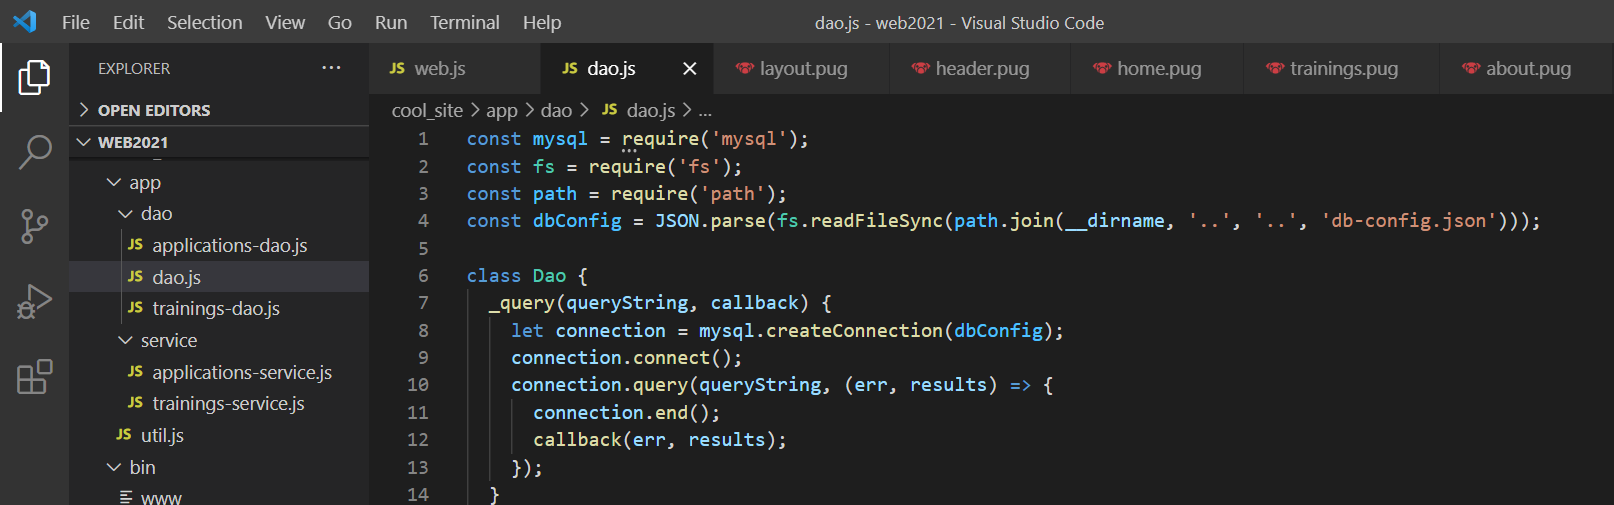 File Edit Selection View Go Run Terminal Help dao.js - web2021 - Visual Studio Code
EXPLORER ...
web.js dao.js layout.pug header.pug home.pug trainings.pug about.pug
OPEN EDITORS
WEB2021
app
dao
JS applications-dao.js
JS dao.js
JS trainings-dao.js
service
JS applications-service.js
JS trainings-service.js
JS util.js
bin
www
cool_site > app > dao > JS dao.js > ...
1 const mysql = require('mysql');
2 const fs = require('fs');
3 const path = require('path');
4 const dbConfig = JSON.parse(fs.readFileSync(path.join(__dirname, '..', '..', 'db-config.json')));
5
6 class Dao {
7 _query(queryString, callback) {
8 let connection = mysql.createConnection(dbConfig);
9 connection.connect();
10 connection.query(queryString, (err, results) => {
11 connection.end();
12 callback(err, results);
13 });
14 }